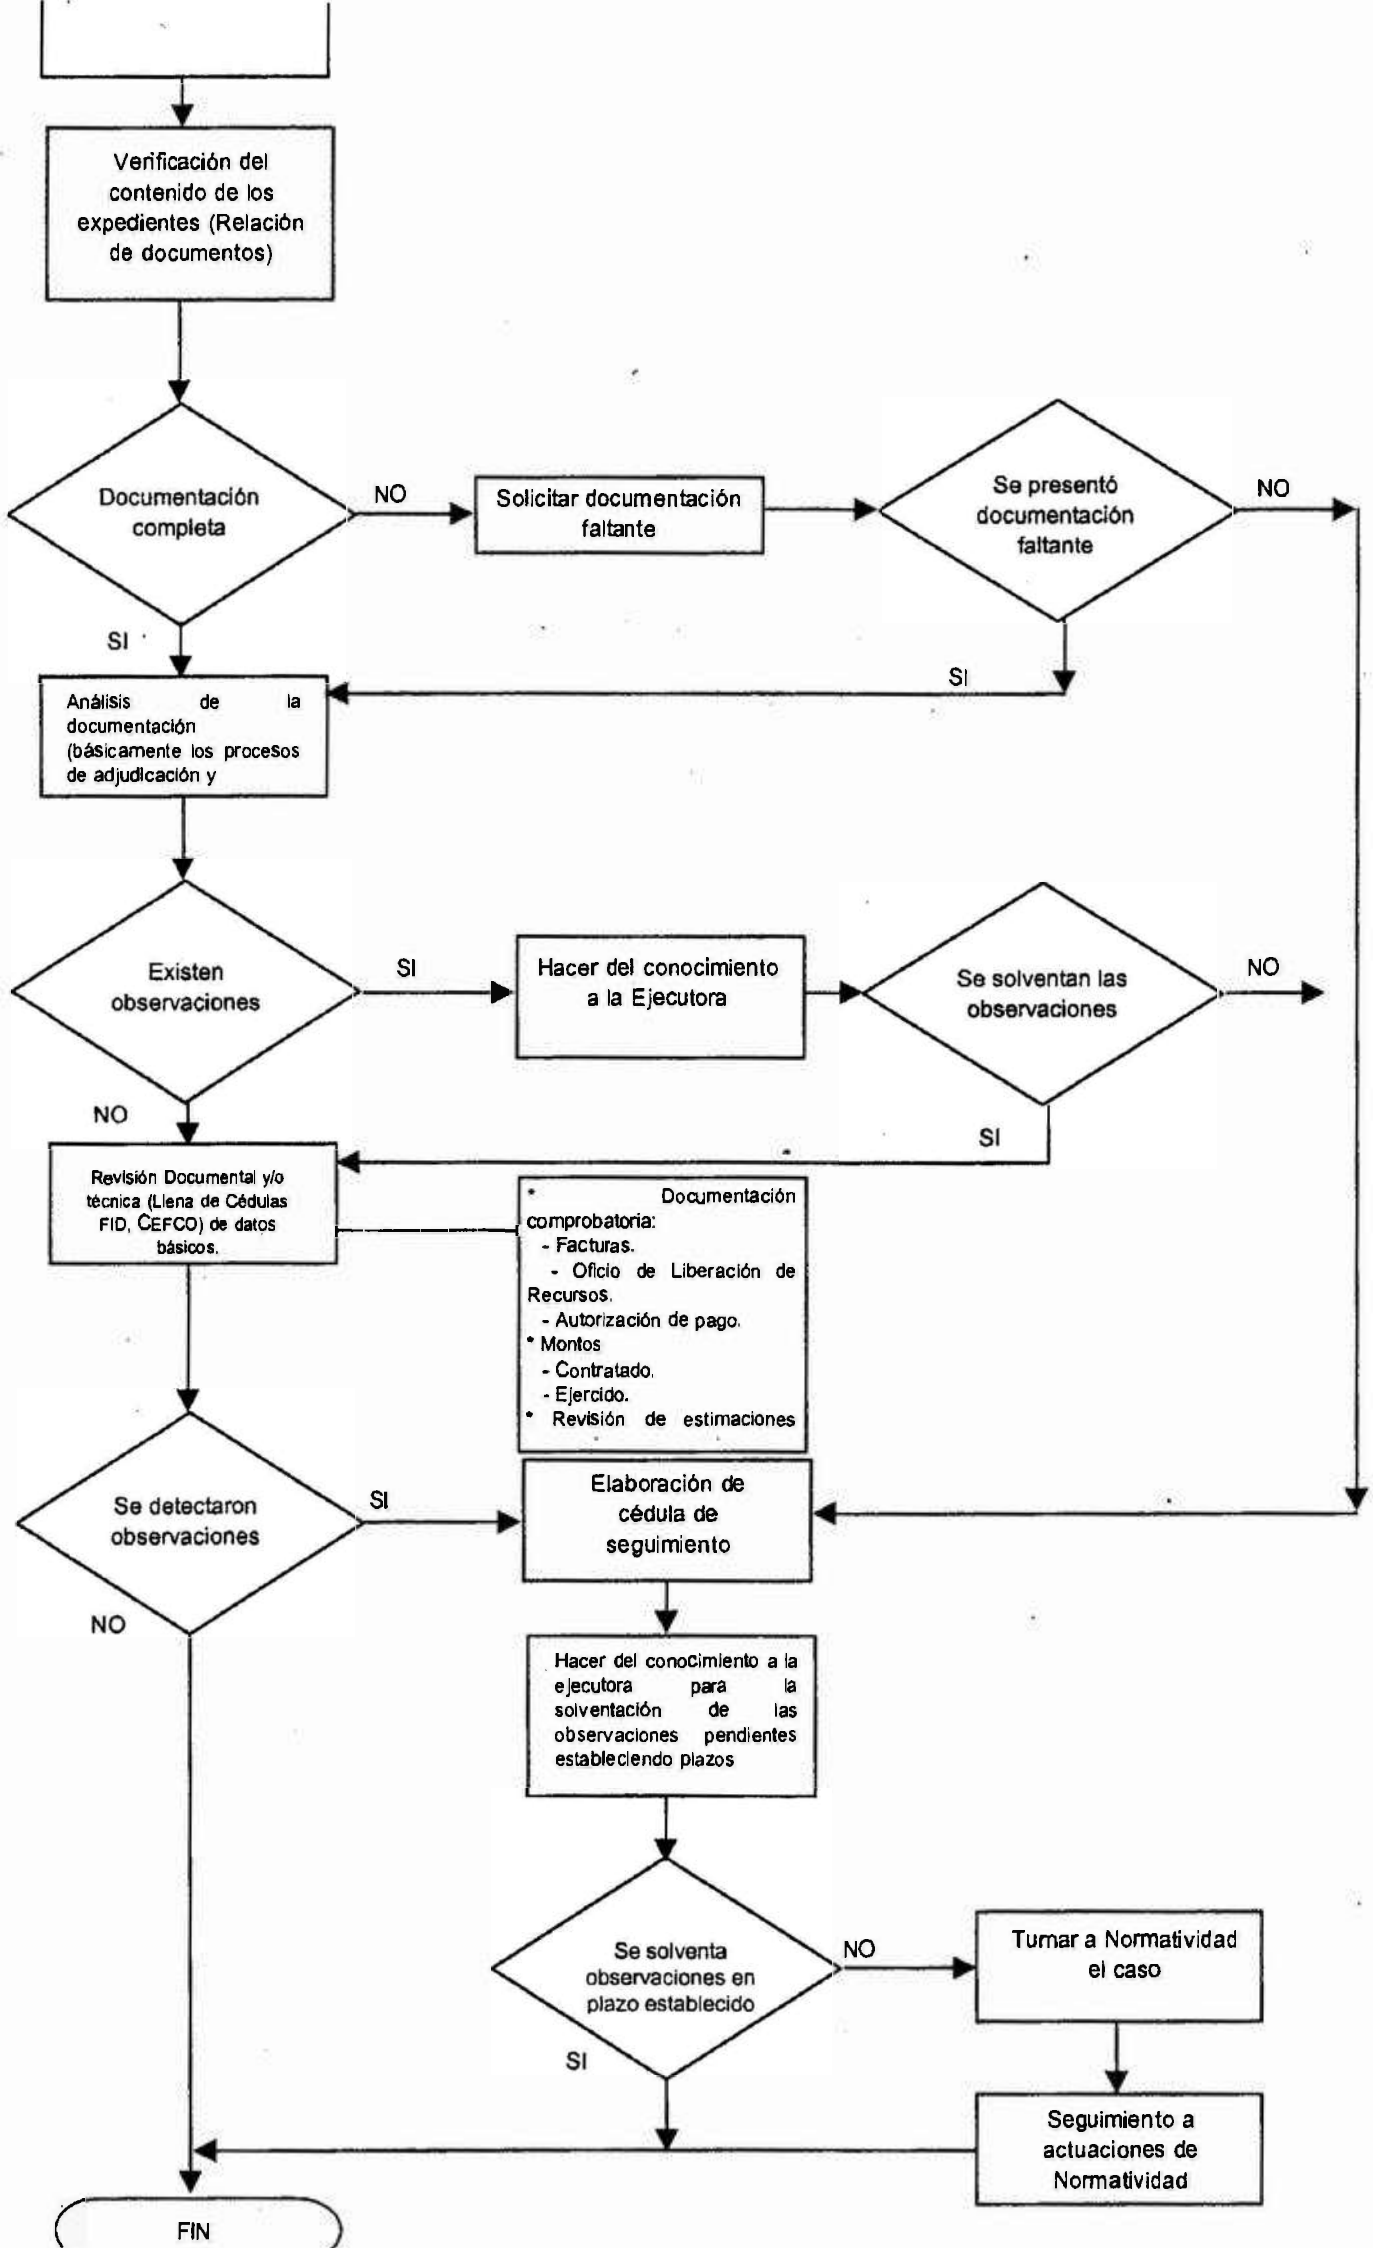 Verificación del
contenido de los
expedientes (Relación
de documentos)
Documentación
completa
NO
Solicitar documentación
faltante
Se presentó
documentación
faltante
NO
SI
SI
Análisis de la
documentación
(básicamente los procesos
de adjudicación y
Existen
observaciones
SI
Hacer del conocimiento
a la Ejecutora
Se solventan las
observaciones
NO
NO
SI
Revisión Documental y/o
técnica (Llena de Cédulas
FID, CEFCO) de datos
básicos.
* Documentación
comprobatoria:
- Facturas.
- Oficio de Liberación de
Recursos.
- Autorización de pago.
* Montos
- Contratado.
- Ejercido.
* Revisión de estimaciones
Se detectaron
observaciones
SI
Elaboración de
cédula de
seguimiento
NO
Hacer del conocimiento a la
ejecutora para la
solventación de las
observaciones pendientes
estableciendo plazos
Se solventa
observaciones en
plazo establecido
NO
Turnar a Normatividad
el caso
SI
Seguimiento a
actuaciones de
Normatividad
FIN